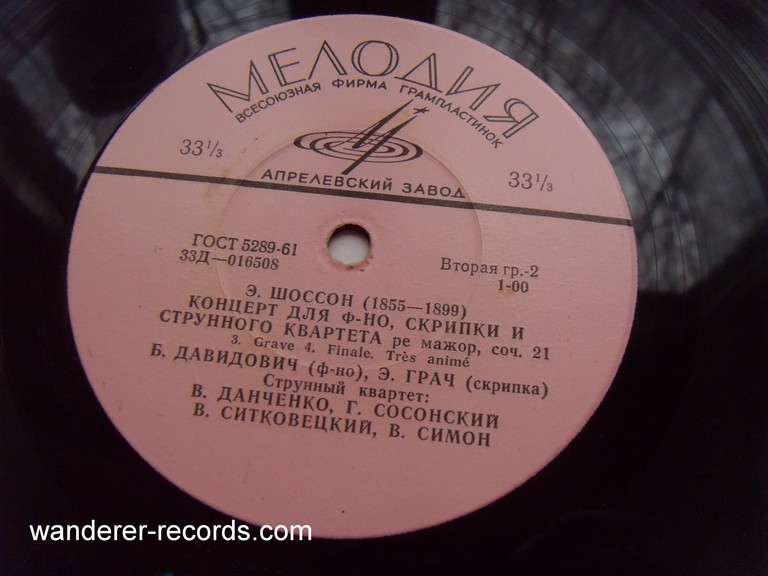 МЕЛОДИЯ
ВСЕСОЮЗНАЯ ФИРМА ГРАМПЛАСТИНОК
33⅓
33⅓
АПРЕЛЕВСКИЙ ЗАВОД
ГОСТ 5289-61
33Д—016508
Вторая гр.-2
1-00
Э. ШОССОН (1855—1899)
КОНЦЕРТ ДЛЯ Ф-НО, СКРИПКИ И
СТРУННОГО КВАРТЕТА ре мажор, соч. 21
3. Grave 4. Finale. Très animé
Б. ДАВИДОВИЧ (ф-но), Э. ГРАЧ (скрипка)
Струнный квартет:
В. ДАНЧЕНКО, Г. СОСОНСКИЙ
В. СИТКОВЕЦКИЙ, В. СИМОН
wanderer-records.com